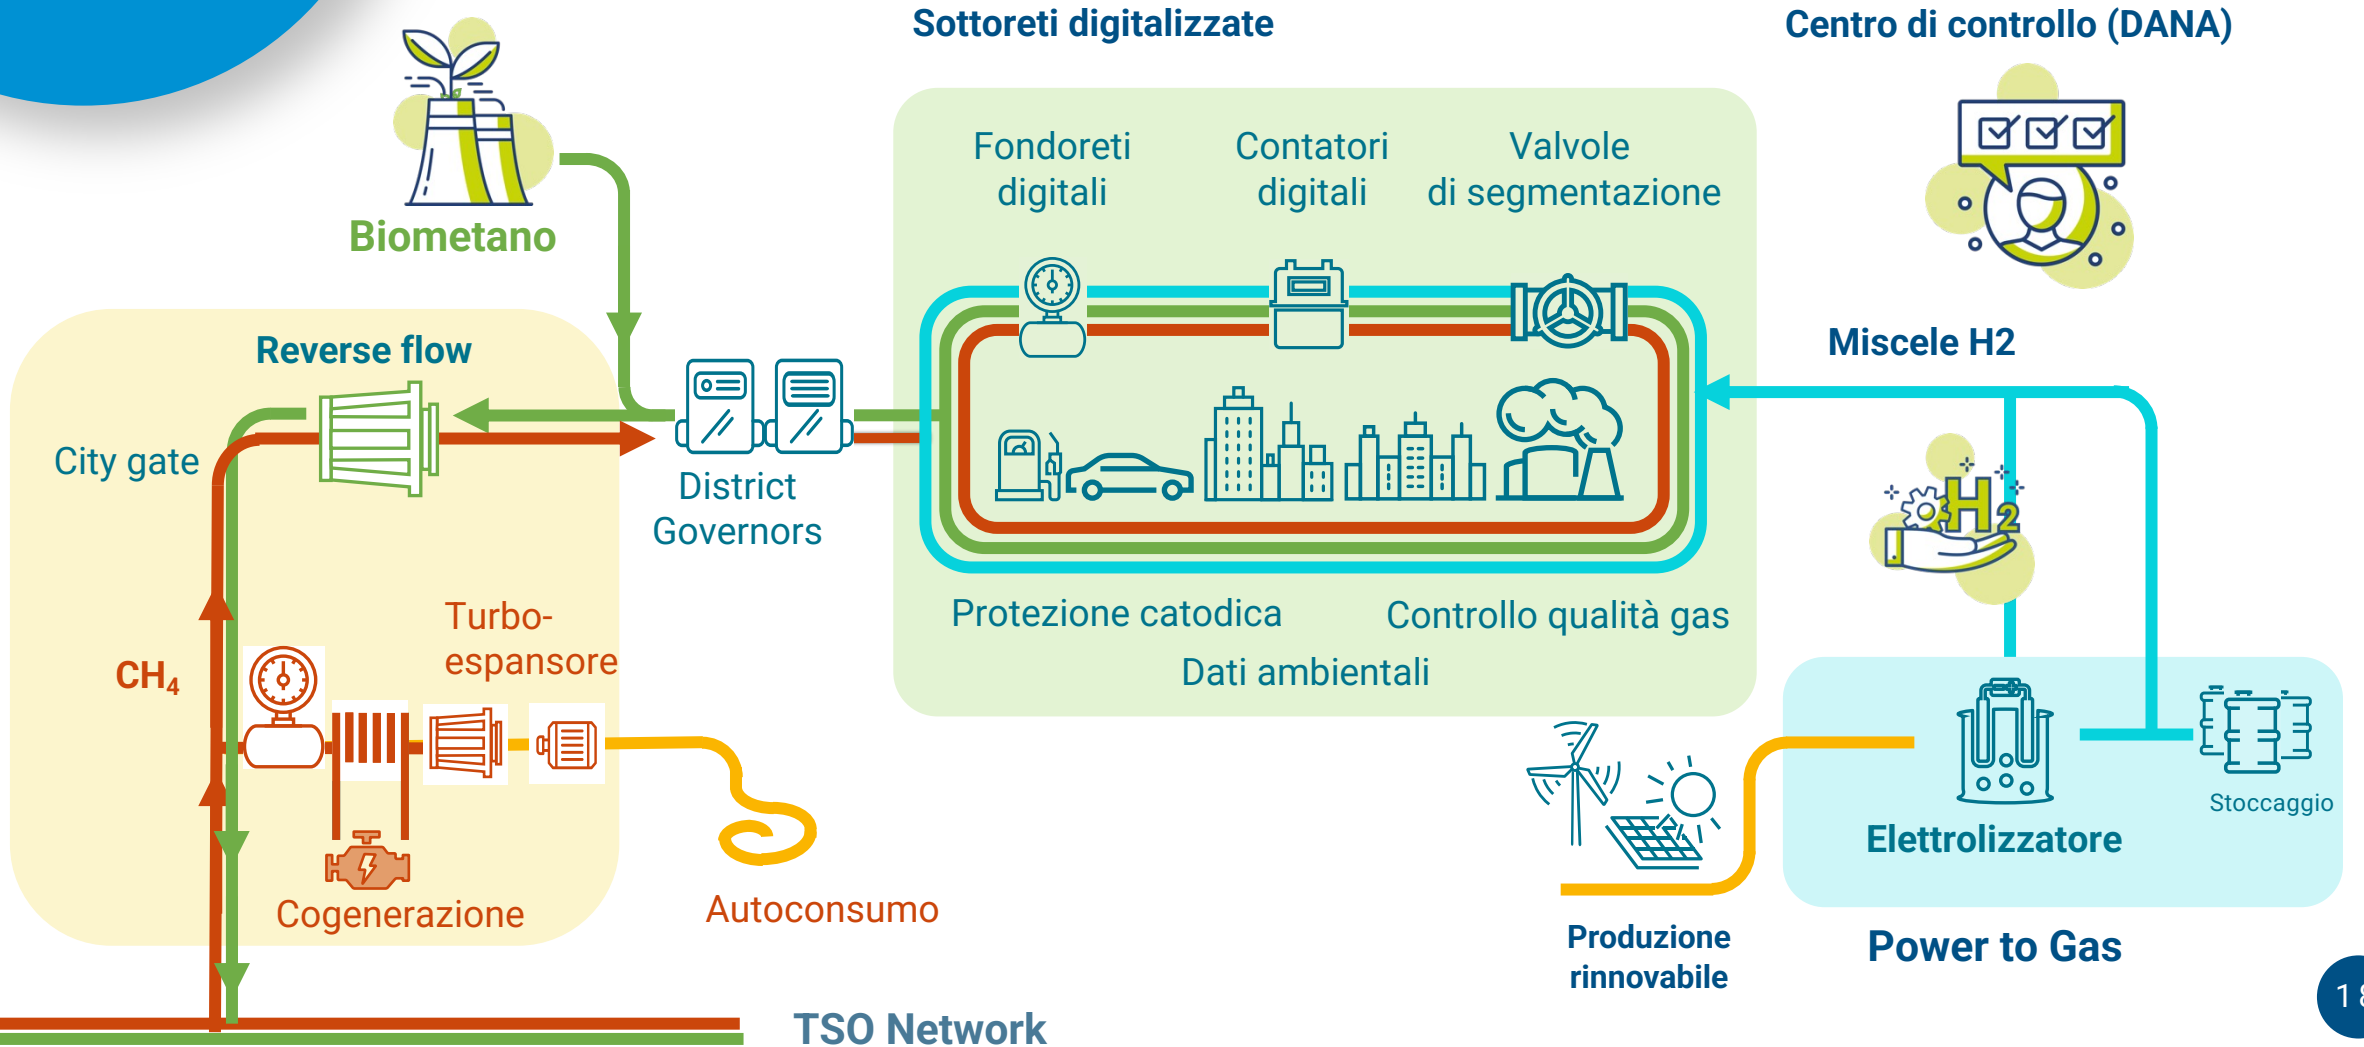 Sottoreti digitalizzate
Centro di controllo (DANA)
Fondoreti
digitali
Contatori
digitali
Valvole
di segmentazione
Biometano
Reverse flow
Miscele H2
City gate
District
Governors
H2
Turbo-
espansore
Protezione catodica
Controllo qualità gas
Dati ambientali
CH₄
Stoccaggio
Elettrolizzatore
Cogenerazione
Autoconsumo
Produzione
rinnovabile
Power to Gas
TSO Network